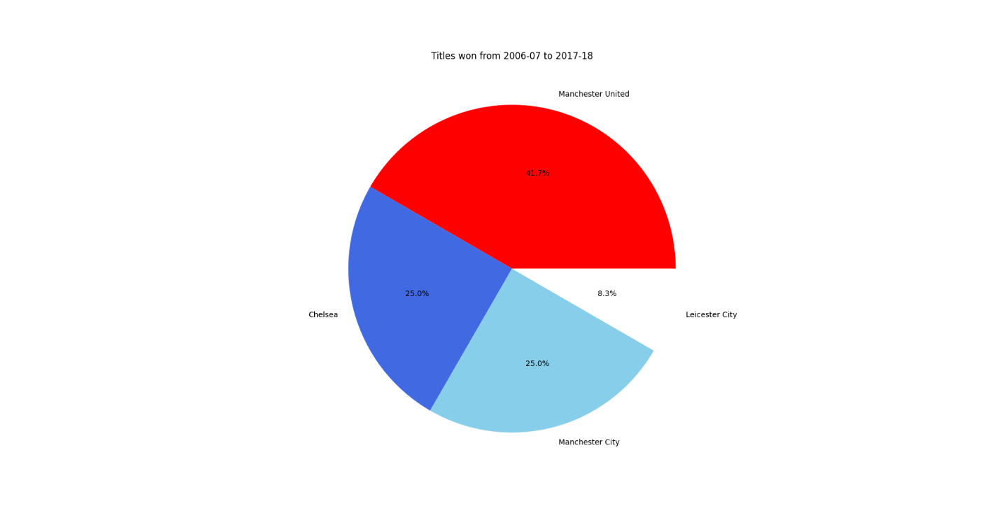 Titles won from 2006-07 to 2017-18
Manchester United
41.7%
25.0%
8.3%
Chelsea
Leicester City
25.0%
Manchester City